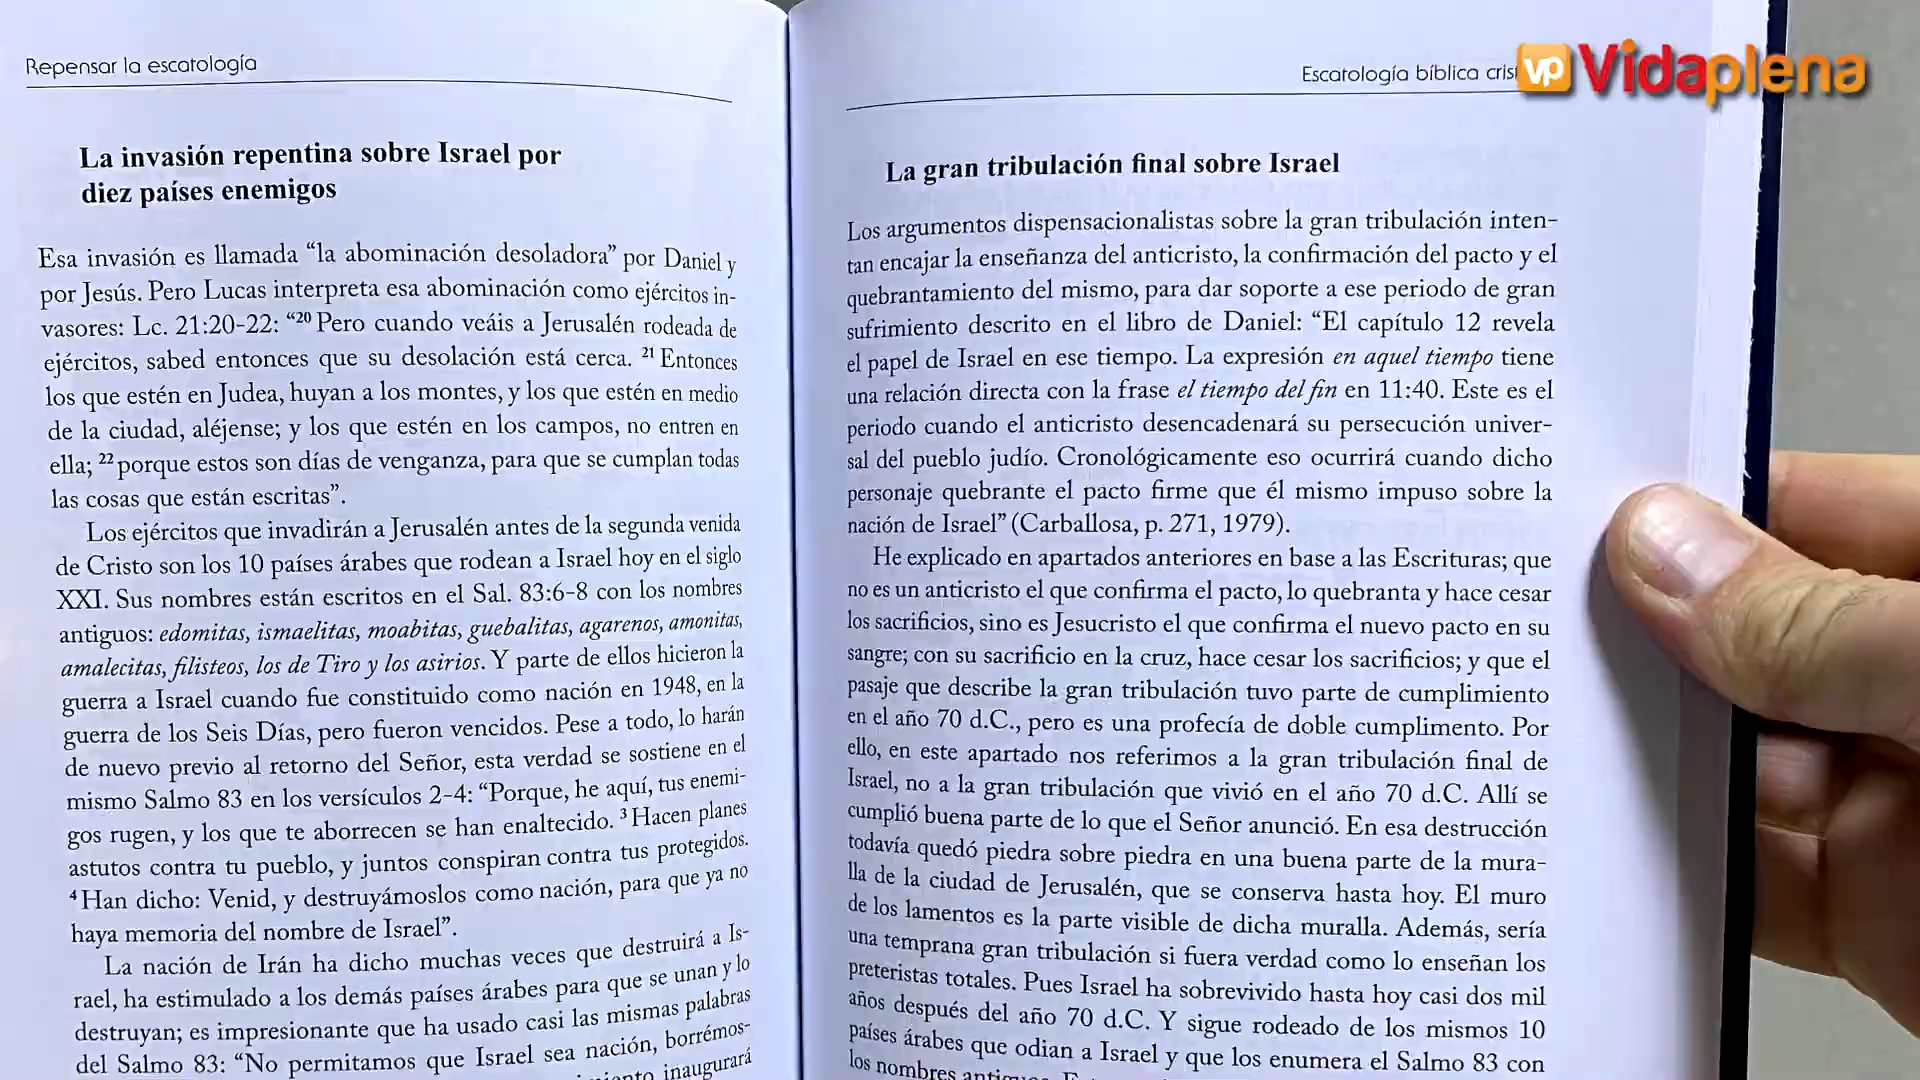 Repensar la escatología
La invasión repentina sobre Israel por
diez países enemigos
Esa invasión es llamada “la abominación desoladora” por Daniel y
por Jesús. Pero Lucas interpreta esa abominación como ejércitos in-
vasores: Lc. 21:20-22: “20 Pero cuando veáis a Jerusalén rodeada de
ejércitos, sabed entonces que su desolación está cerca. 21 Entonces
los que estén en Judea, huyan a los montes, y los que estén en medio
de la ciudad, aléjense; y los que estén en los campos, no entren en
ella; 22 porque estos son días de venganza, para que se cumplan todas
las cosas que están escritas”.
Los ejércitos que invadirán a Jerusalén antes de la segunda venida
de Cristo son los 10 países árabes que rodean a Israel hoy en el siglo
XXI. Sus nombres están escritos en el Sal. 83:6-8 con los nombres
antiguos: edomitas, ismaelitas, moabitas, guebalitas, agarenos, amonitas,
amalecitas, filisteos, los de Tiro y los asirios. Y parte de ellos hicieron la
guerra a Israel cuando fue constituido como nación en 1948, en la
guerra de los Seis Días, pero fueron vencidos. Pese a todo, lo harán
de nuevo previo al retorno del Señor, esta verdad se sostiene en el
mismo Salmo 83 en los versículos 2-4: “Porque, he aquí, tus enemi-
gos rugen, y los que te aborrecen se han enaltecido. 3 Hacen planes
astutos contra tu pueblo, y juntos conspiran contra tus protegidos.
4 Han dicho: Venid, y destruyámoslos como nación, para que ya no
haya memoria del nombre de Israel”.
La nación de Irán ha dicho muchas veces que destruirá a Is-
rael, ha estimulado a los demás países árabes para que se unan y lo
destruyan; es impresionante que ha usado casi las mismas palabras
del Salmo 83: “No permitamos que Israel sea nación, borrémos-
inaugurará
Escatología bíblica
VP Vidaplena
La gran tribulación final sobre Israel
Los argumentos dispensacionalistas sobre la gran tribulación inten-
tan encajar la enseñanza del anticristo, la confirmación del pacto y el
quebrantamiento del mismo, para dar soporte a ese periodo de gran
sufrimiento descrito en el libro de Daniel: “El capítulo 12 revela
el papel de Israel en ese tiempo. La expresión en aquel tiempo tiene
una relación directa con la frase el tiempo del fin en 11:40. Este es el
periodo cuando el anticristo desencadenará su persecución univer-
sal del pueblo judío. Cronológicamente eso ocurrirá cuando dicho
personaje quebrante el pacto firme que él mismo impuso sobre la
nación de Israel” (Carballosa, p. 271, 1979).
He explicado en apartados anteriores en base a las Escrituras; que
no es un anticristo el que confirma el pacto, lo quebranta y hace cesar
los sacrificios, sino es Jesucristo el que confirma el nuevo pacto en su
sangre; con su sacrificio en la cruz, hace cesar los sacrificios; y que el
pasaje que describe la gran tribulación tuvo parte de cumplimiento
en el año 70 d.C., pero es una profecía de doble cumplimento. Por
ello, en este apartado nos referimos a la gran tribulación final de
Israel, no a la gran tribulación que vivió en el año 70 d.C. Allí se
cumplió buena parte de lo que el Señor anunció. En esa destrucción
todavía quedó piedra sobre piedra en una buena parte de la mura-
lla de la ciudad de Jerusalén, que se conserva hasta hoy. El muro
de los lamentos es la parte visible de dicha muralla. Además, sería
una temprana gran tribulación si fuera verdad como lo enseñan los
preteristas totales. Pues Israel ha sobrevivido hasta hoy casi dos mil
años después del año 70 d.C. Y sigue rodeado de los mismos 10
países árabes que odian a Israel y que los enumera el Salmo 83 con
los nombres